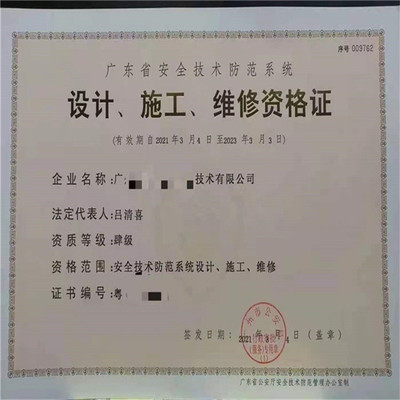 序号 009762
广东省安全技术防范系统
设计、施工、维修资格证
(有效期自2021年3月4日至2023年3月3日)
企业名称:广 技术有限公司
法定代表人:吕清喜
资质等级:肆级
资格范围:安全技术防范系统设计、施工、维修
证书编号:粤
签发日期:2021年3月4日(盖章)
广东省公安厅安全技术防范管理办公室制